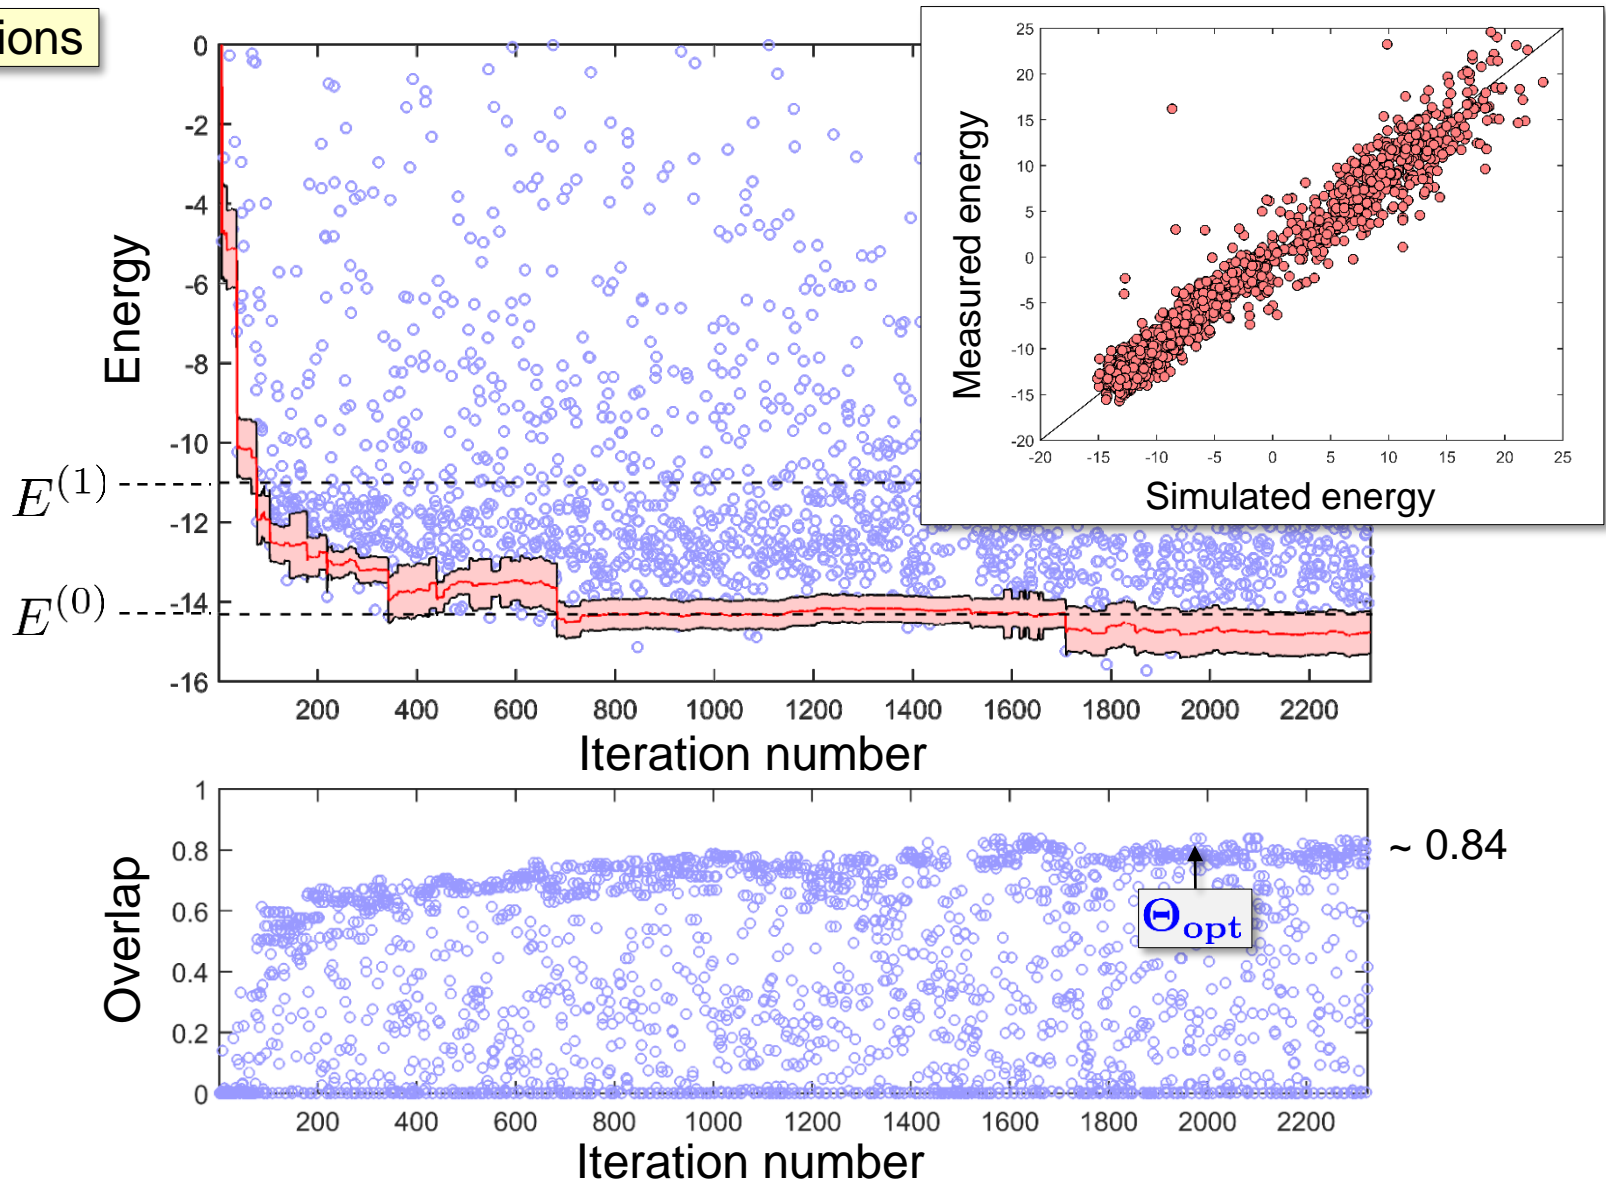 ions
0
-2
-4
-6
-8
-10
-12
-14
-16
Energy
E(1)
E(0)
200 400 600 800 1000 1200 1400 1600 1800 2000 2200
Iteration number
25
20
15
10
5
0
-5
-10
-15
-20
Measured energy
-20 -15 -10 -5 0 5 10 15 20 25
Simulated energy
1
0.8
0.6
0.4
0.2
0
Overlap
~ 0.84
Θopt
200 400 600 800 1000 1200 1400 1600 1800 2000 2200
Iteration number